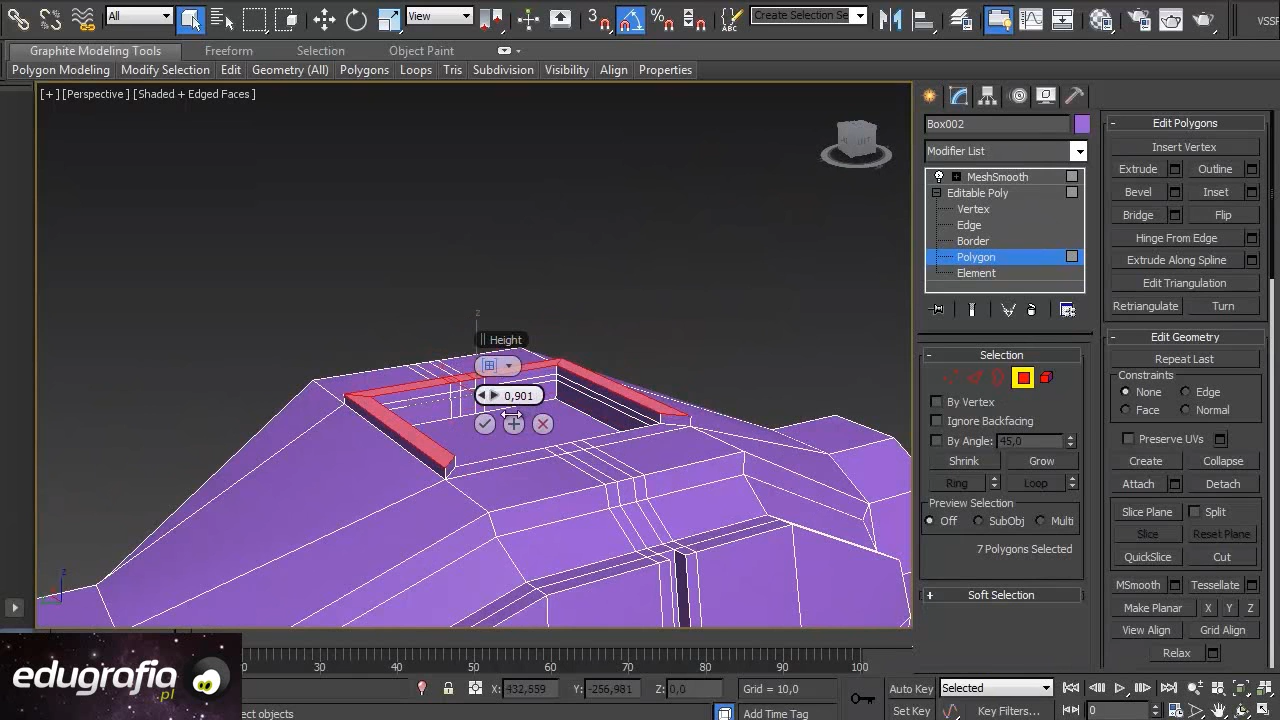 All
View
3
%
ABC
Create Selection Se
VSSF
Graphite Modeling Tools
Freeform
Selection
Object Paint
Polygon Modeling
Modify Selection
Edit
Geometry (All)
Polygons
Loops
Tris
Subdivision
Visibility
Align
Properties
[ + ] [Perspective ] [Shaded + Edged Faces ]
Box002
Modifier List
MeshSmooth
Editable Poly
Vertex
Edge
Border
Polygon
Element
Edit Polygons
Insert Vertex
Extrude
Outline
Bevel
Inset
Bridge
Flip
Hinge From Edge
Extrude Along Spline
Edit Triangulation
Retriangulate
Turn
Edit Geometry
Repeat Last
Constraints
None
Edge
Face
Normal
Preserve UVs
Create
Collapse
Attach
Detach
Slice Plane
Split
Slice
Reset Plane
QuickSlice
Cut
MSmooth
Tessellate
Make Planar
X
Y
Z
View Align
Grid Align
Relax
Selection
By Vertex
Ignore Backfacing
By Angle:
45,0
Shrink
Grow
Ring
Loop
Preview Selection
Off
SubObj
Multi
7 Polygons Selected
Soft Selection
z
Height
0,901
z
edugrafia
.pl
30
40
50
60
70
80
90
100
X:
432,559
Y:
-256,981
Z:
0,0
Grid = 10,0
ect objects
Add Time Tag
Auto Key
Selected
Set Key
Key Filters...
0